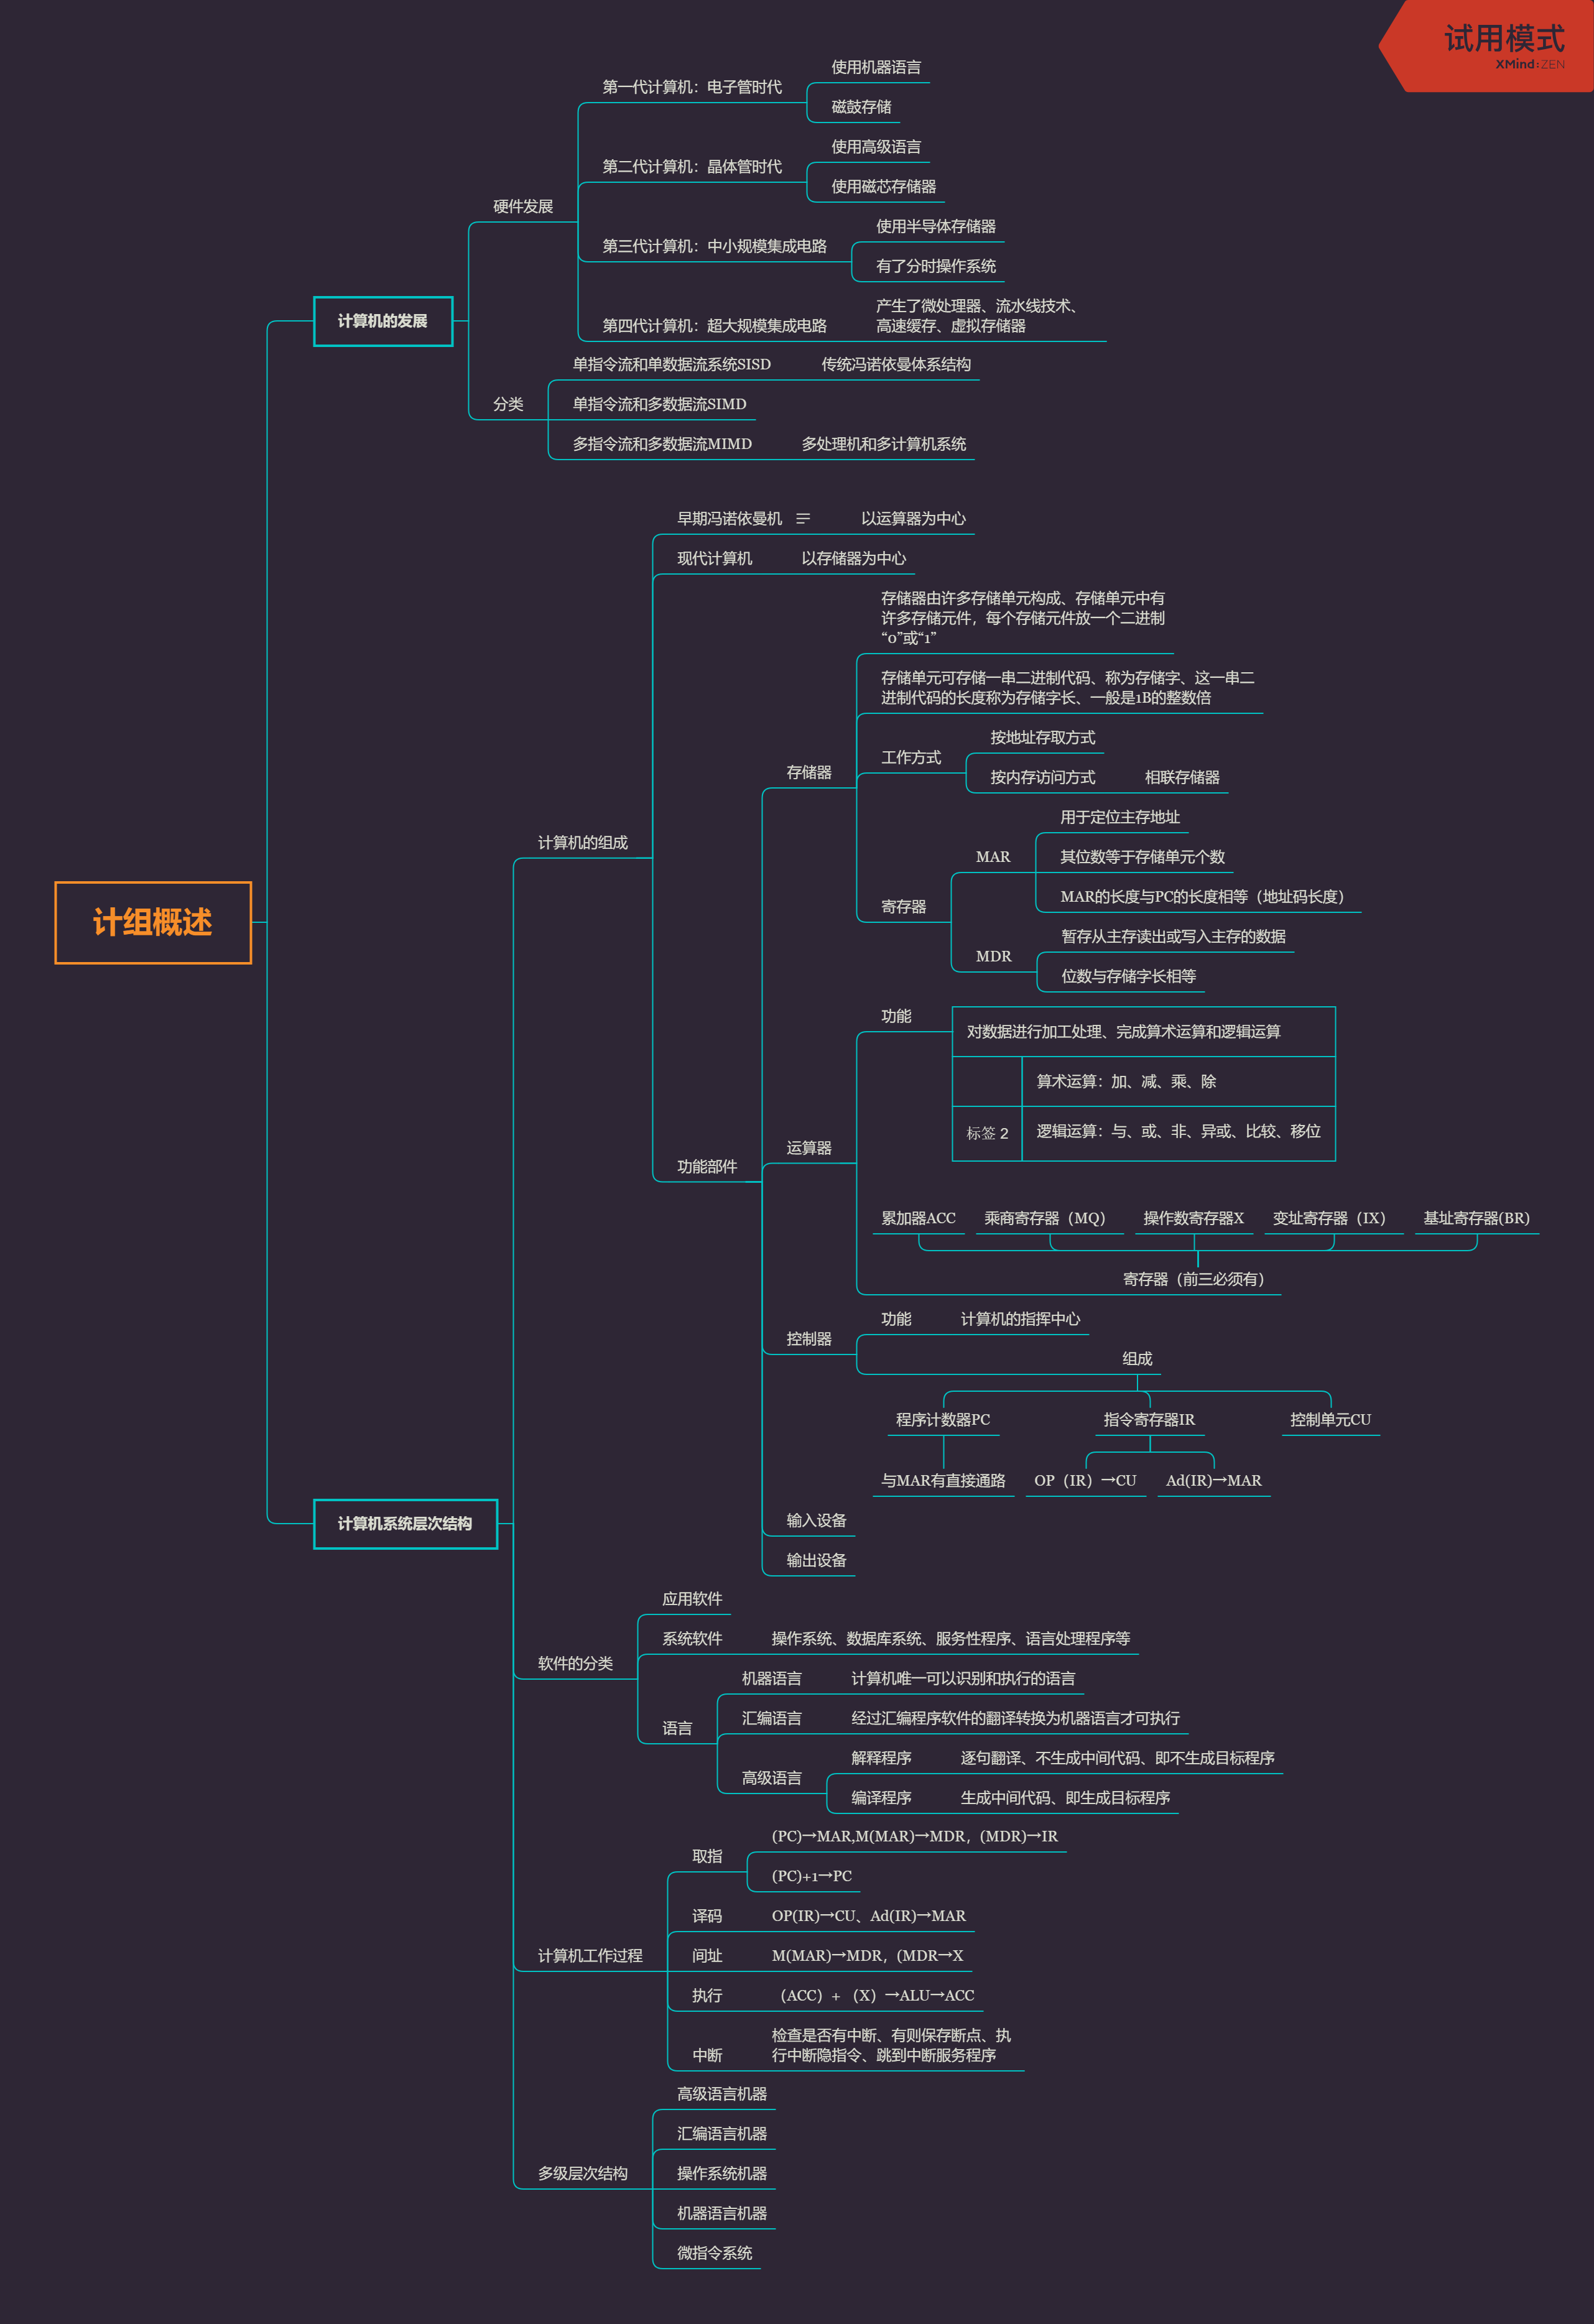 试用模式
XMind:ZEN
计组概述
计算机的发展
硬件发展
第一代计算机：电子管时代
使用机器语言
磁鼓存储
第二代计算机：晶体管时代
使用高级语言
使用磁芯存储器
第三代计算机：中小规模集成电路
使用半导体存储器
有了分时操作系统
第四代计算机：超大规模集成电路
产生了微处理器、流水线技术、
高速缓存、虚拟存储器
分类
单指令流和单数据流系统SISD
传统冯诺依曼体系结构
单指令流和多数据流SIMD
多指令流和多数据流MIMD
多处理机和多计算机系统
计算机系统层次结构
计算机的组成
早期冯诺依曼机
以运算器为中心
现代计算机
以存储器为中心
功能部件
存储器
存储器由许多存储单元构成、存储单元中有
许多存储元件，每个存储元件放一个二进制
“0”或“1”
存储单元可存储一串二进制代码、称为存储字、这一串二
进制代码的长度称为存储字长、一般是1B的整数倍
工作方式
按地址存取方式
按内存访问方式
相联存储器
寄存器
MAR
用于定位主存地址
其位数等于存储单元个数
MAR的长度与PC的长度相等（地址码长度）
MDR
暂存从主存读出或写入主存的数据
位数与存储字长相等
运算器
功能
对数据进行加工处理、完成算术运算和逻辑运算
算术运算：加、减、乘、除
标签 2
逻辑运算：与、或、非、异或、比较、移位
累加器ACC
乘商寄存器（MQ）
操作数寄存器X
变址寄存器（IX）
基址寄存器(BR)
寄存器（前三必须有）
控制器
功能
计算机的指挥中心
组成
程序计数器PC
指令寄存器IR
控制单元CU
与MAR有直接通路
OP（IR）→CU
Ad(IR)→MAR
输入设备
输出设备
软件的分类
应用软件
系统软件
操作系统、数据库系统、服务性程序、语言处理程序等
语言
机器语言
计算机唯一可以识别和执行的语言
汇编语言
经过汇编程序软件的翻译转换为机器语言才可执行
高级语言
解释程序
逐句翻译、不生成中间代码、即不生成目标程序
编译程序
生成中间代码、即生成目标程序
计算机工作过程
取指
(PC)→MAR,M(MAR)→MDR，(MDR)→IR
(PC)+1→PC
译码
OP(IR)→CU、Ad(IR)→MAR
间址
M(MAR)→MDR，(MDR→X
执行
（ACC）+ （X）→ALU→ACC
中断
检查是否有中断、有则保存断点、执
行中断隐指令、跳到中断服务程序
多级层次结构
高级语言机器
汇编语言机器
操作系统机器
机器语言机器
微指令系统